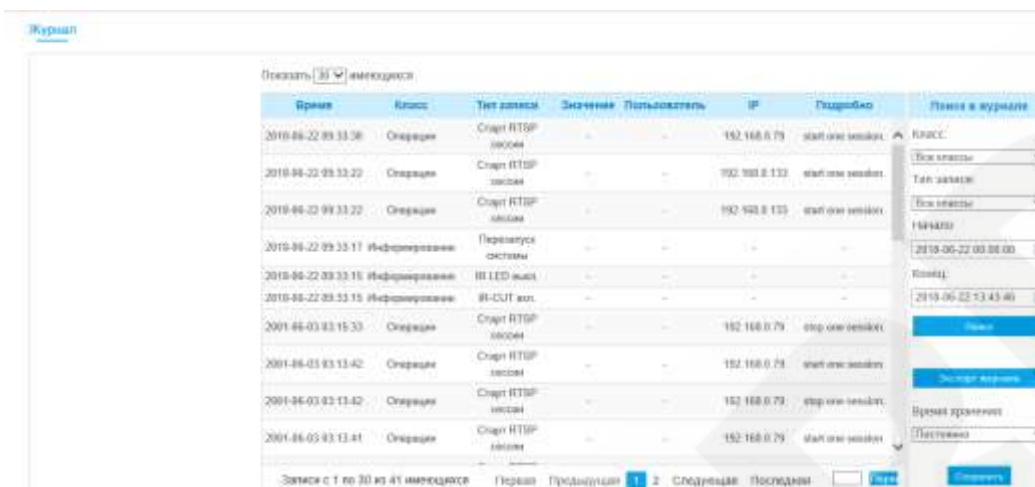 Журнал
Показать 30 имеющихся
Время Класс Тип записи Значение Пользователь IP Подробно
2018-06-22 09:33:30 Операции Старт RTSP сессии - - 192.168.0.79 start one session.
2018-06-22 09:33:22 Операции Старт RTSP сессии - - 192.168.0.133 start one session.
2018-06-22 09:33:22 Операции Старт RTSP сессии - - 192.168.0.133 start one session.
2018-06-22 09:33:17 Информирование Перезапуск системы - - - -
2018-06-22 09:33:15 Информирование IR LED выкл. - - - -
2018-06-22 09:33:15 Информирование IR-CUT вкл. - - - -
2001-06-03 03:15:33 Операции Старт RTSP сессии - - 192.168.0.79 stop one session.
2001-06-03 03:13:42 Операции Старт RTSP сессии - - 192.168.0.79 start one session.
2001-06-03 03:13:42 Операции Старт RTSP сессии - - 192.168.0.79 stop one session.
2001-06-03 03:13:41 Операции Старт RTSP сессии - - 192.168.0.79 start one session.
Записи с 1 по 30 из 41 имеющихся Первая Предыдущая 1 2 Следующая Последняя
Поиск в журнале
Класс:
Все классы
Тип записи:
Все классы
Начало:
2018-06-22 00:00:00
Конец:
2018-06-22 13:43:46
Поиск
Экспорт журнала
Время хранения:
Постоянно
Сохранить